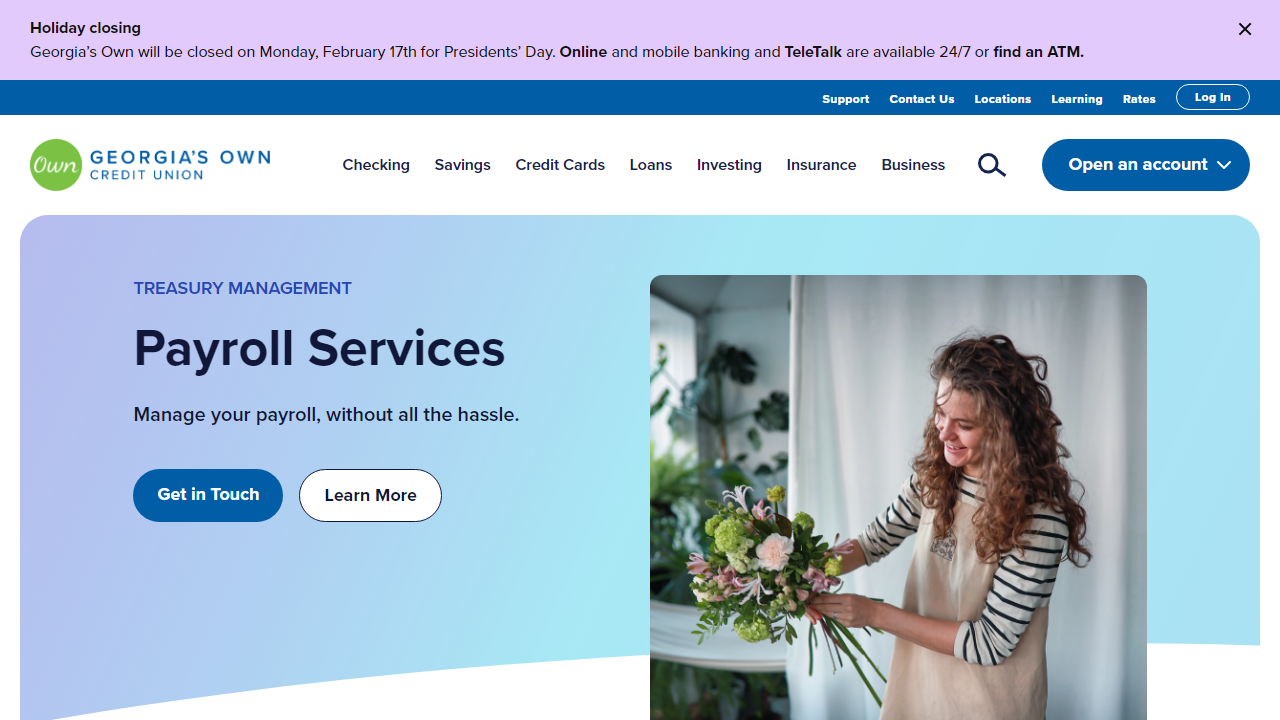 Holiday closing
Georgia’s Own will be closed on Monday, February 17th for Presidents’ Day. Online and mobile banking and TeleTalk are available 24/7 or find an ATM.
Support Contact Us Locations Learning Rates Log In
Own GEORGIA’S OWN
CREDIT UNION
Checking Savings Credit Cards Loans Investing Insurance Business
Open an account
TREASURY MANAGEMENT
Payroll Services
Manage your payroll, without all the hassle.
Get in Touch Learn More